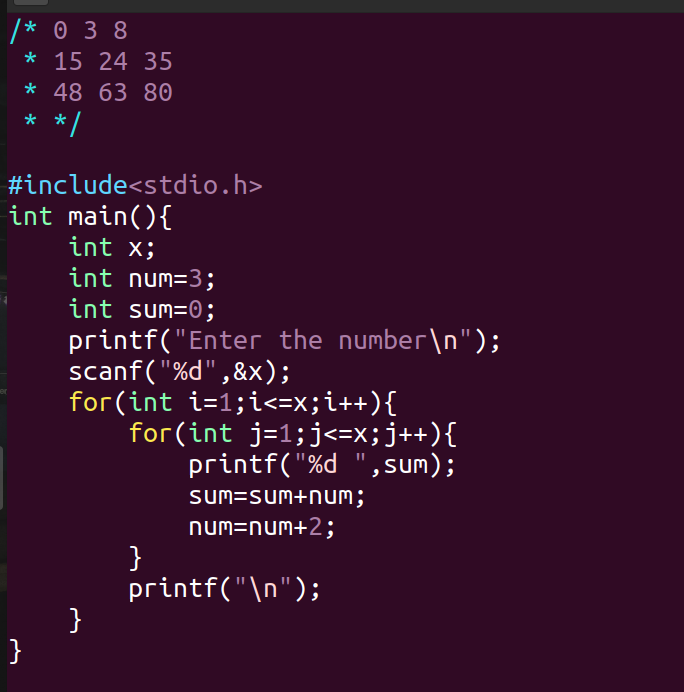 /* 0 3 8
 * 15 24 35
 * 48 63 80
 * */

#include<stdio.h>
int main(){
    int x;
    int num=3;
    int sum=0;
    printf("Enter the number\n");
    scanf("%d",&x);
    for(int i=1;i<=x;i++){
        for(int j=1;j<=x;j++){
            printf("%d ",sum);
            sum=sum+num;
            num=num+2;
        }
        printf("\n");
    }
}